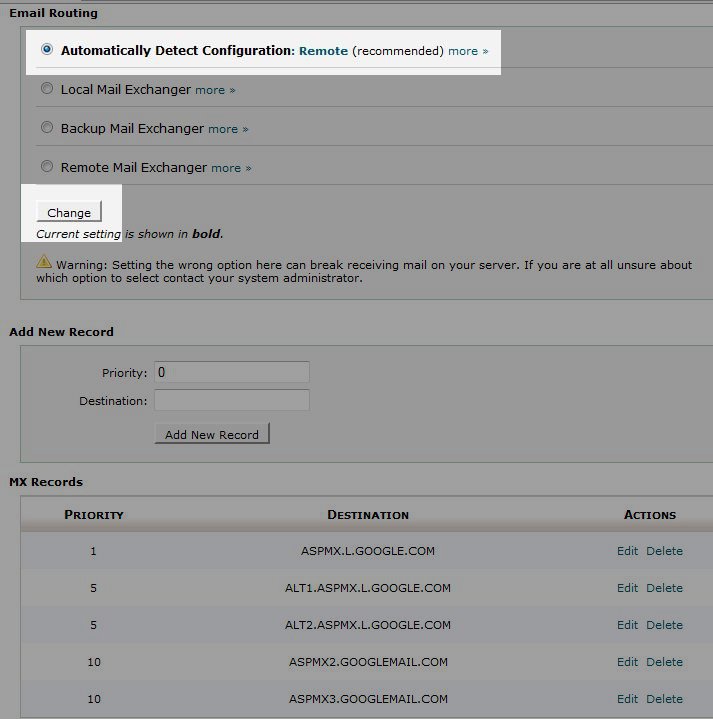 Email Routing
Automatically Detect Configuration: Remote (recommended) more »
Local Mail Exchanger more »
Backup Mail Exchanger more »
Remote Mail Exchanger more »
Change
Current setting is shown in bold.
Warning: Setting the wrong option here can break receiving mail on your server. If you are at all unsure about
which option to select contact your system administrator.
Add New Record
Priority: 0
Destination:
Add New Record
MX Records
PRIORITY DESTINATION ACTIONS
1 ASPMX.L.GOOGLE.COM Edit Delete
5 ALT1.ASPMX.L.GOOGLE.COM Edit Delete
5 ALT2.ASPMX.L.GOOGLE.COM Edit Delete
10 ASPMX2.GOOGLEMAIL.COM Edit Delete
10 ASPMX3.GOOGLEMAIL.COM Edit Delete